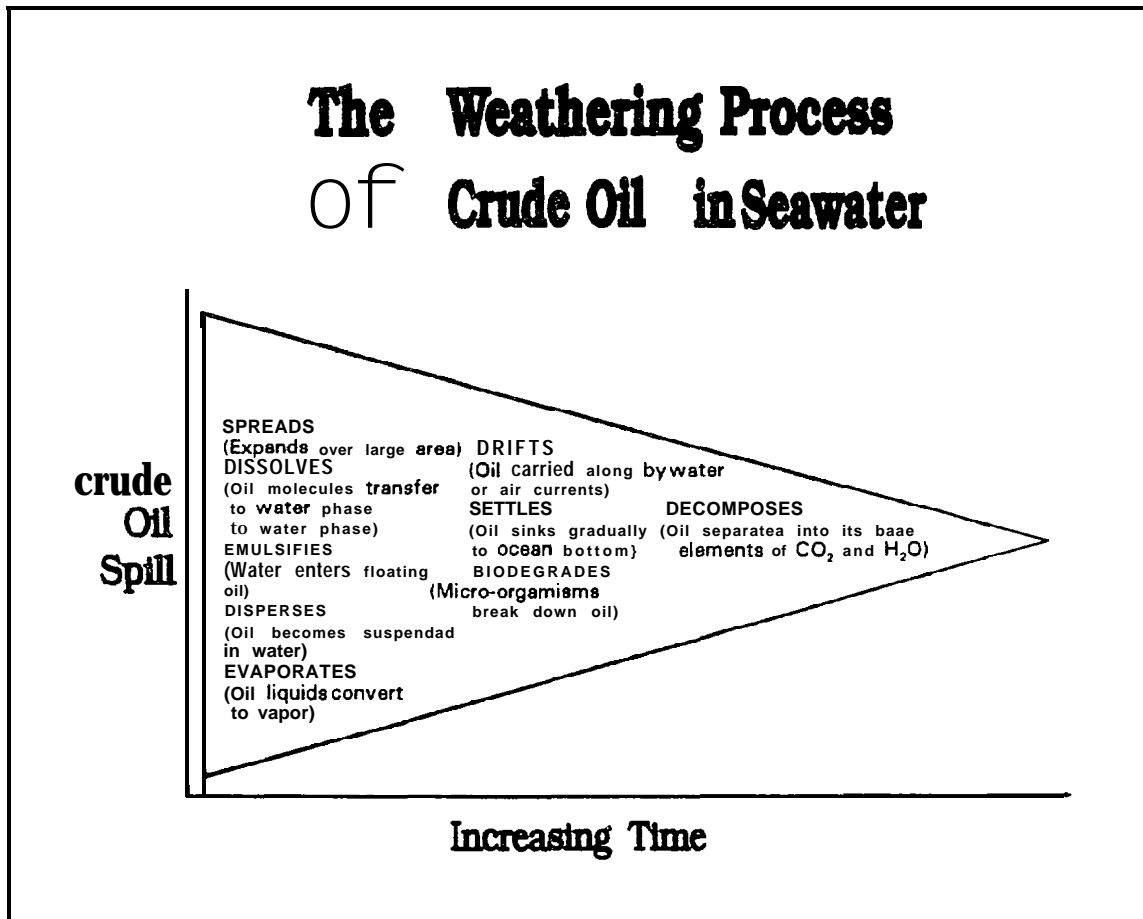 The Weathering Process
of Crude Oil in Seawater
crude
Oil
Spill
SPREADS
(Expands over large area)
DISSOLVES
(Oil molecules transfer
to water phase
to water phase)
EMULSIFIES
(Water enters floating
oil)
DISPERSES
(Oil becomes suspendad
in water)
EVAPORATES
(Oil liquids convert
to vapor)
DRIFTS
(Oil carried along by water
or air currents)
SETTLES
(Oil sinks gradually
to ocean bottom}
BIODEGRADES
(Micro-orgamisms
break down oil)
DECOMPOSES
(Oil separatea into its baae
elements of CO₂ and H₂O)
Increasing Time